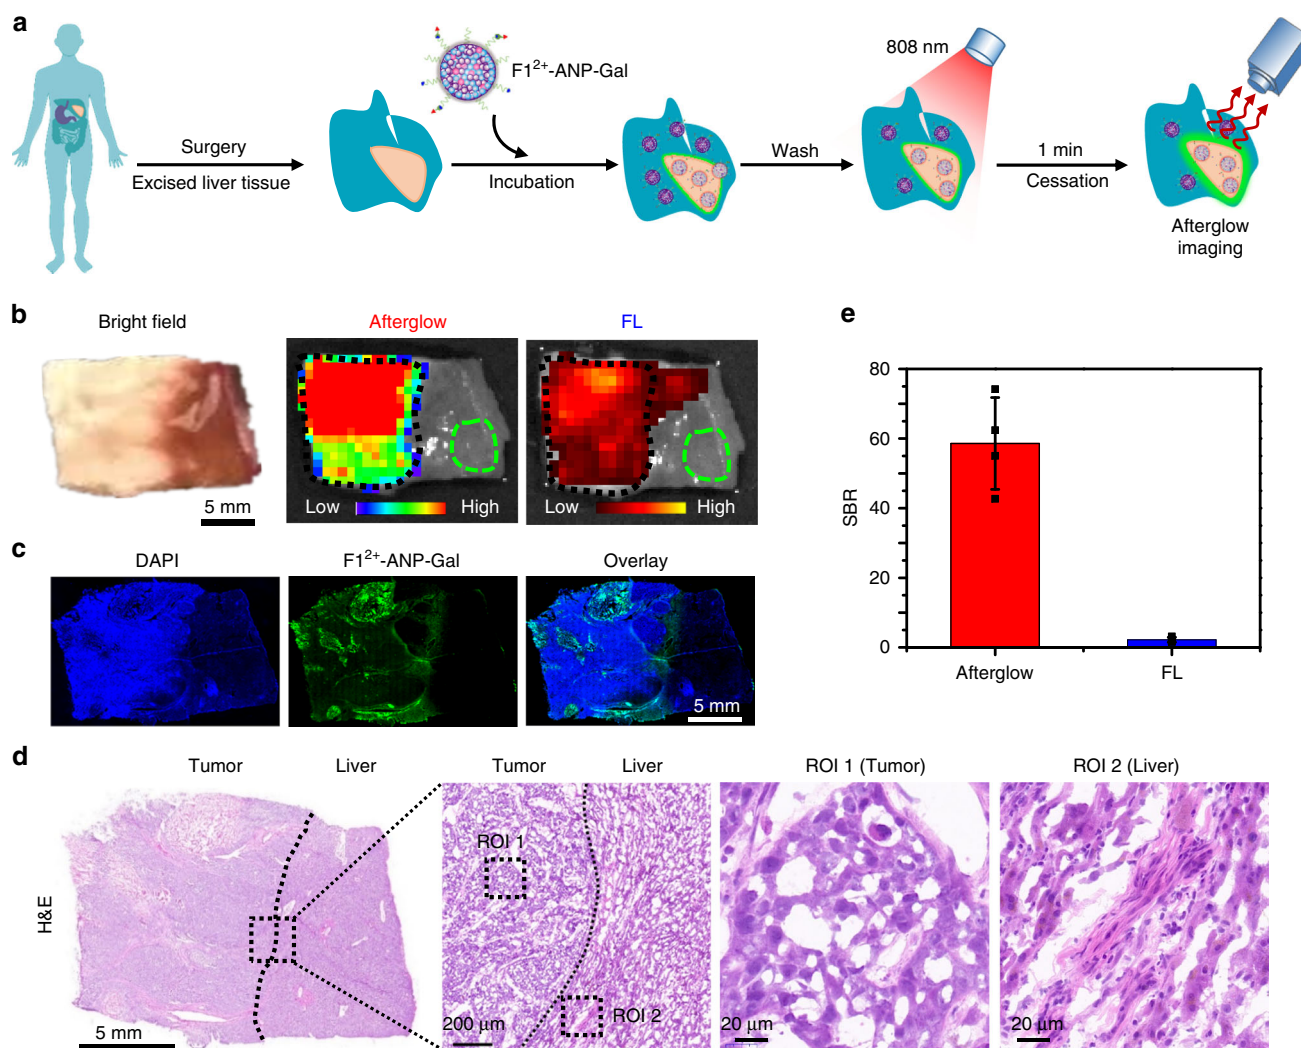 a
F1²⁺-ANP-Gal
808 nm
Surgery
Excised liver tissue
Incubation
Wash
1 min
Cessation
Afterglow
imaging
b
Bright field
Afterglow
FL
5 mm
Low High
Low High
c
DAPI
F1²⁺-ANP-Gal
Overlay
5 mm
d
Tumor
Liver
H&E
5 mm
Tumor
Liver
ROI 1
ROI 2
200 μm
ROI 1 (Tumor)
20 μm
ROI 2 (Liver)
20 μm
e
SBR
80
60
40
20
0
Afterglow
FL